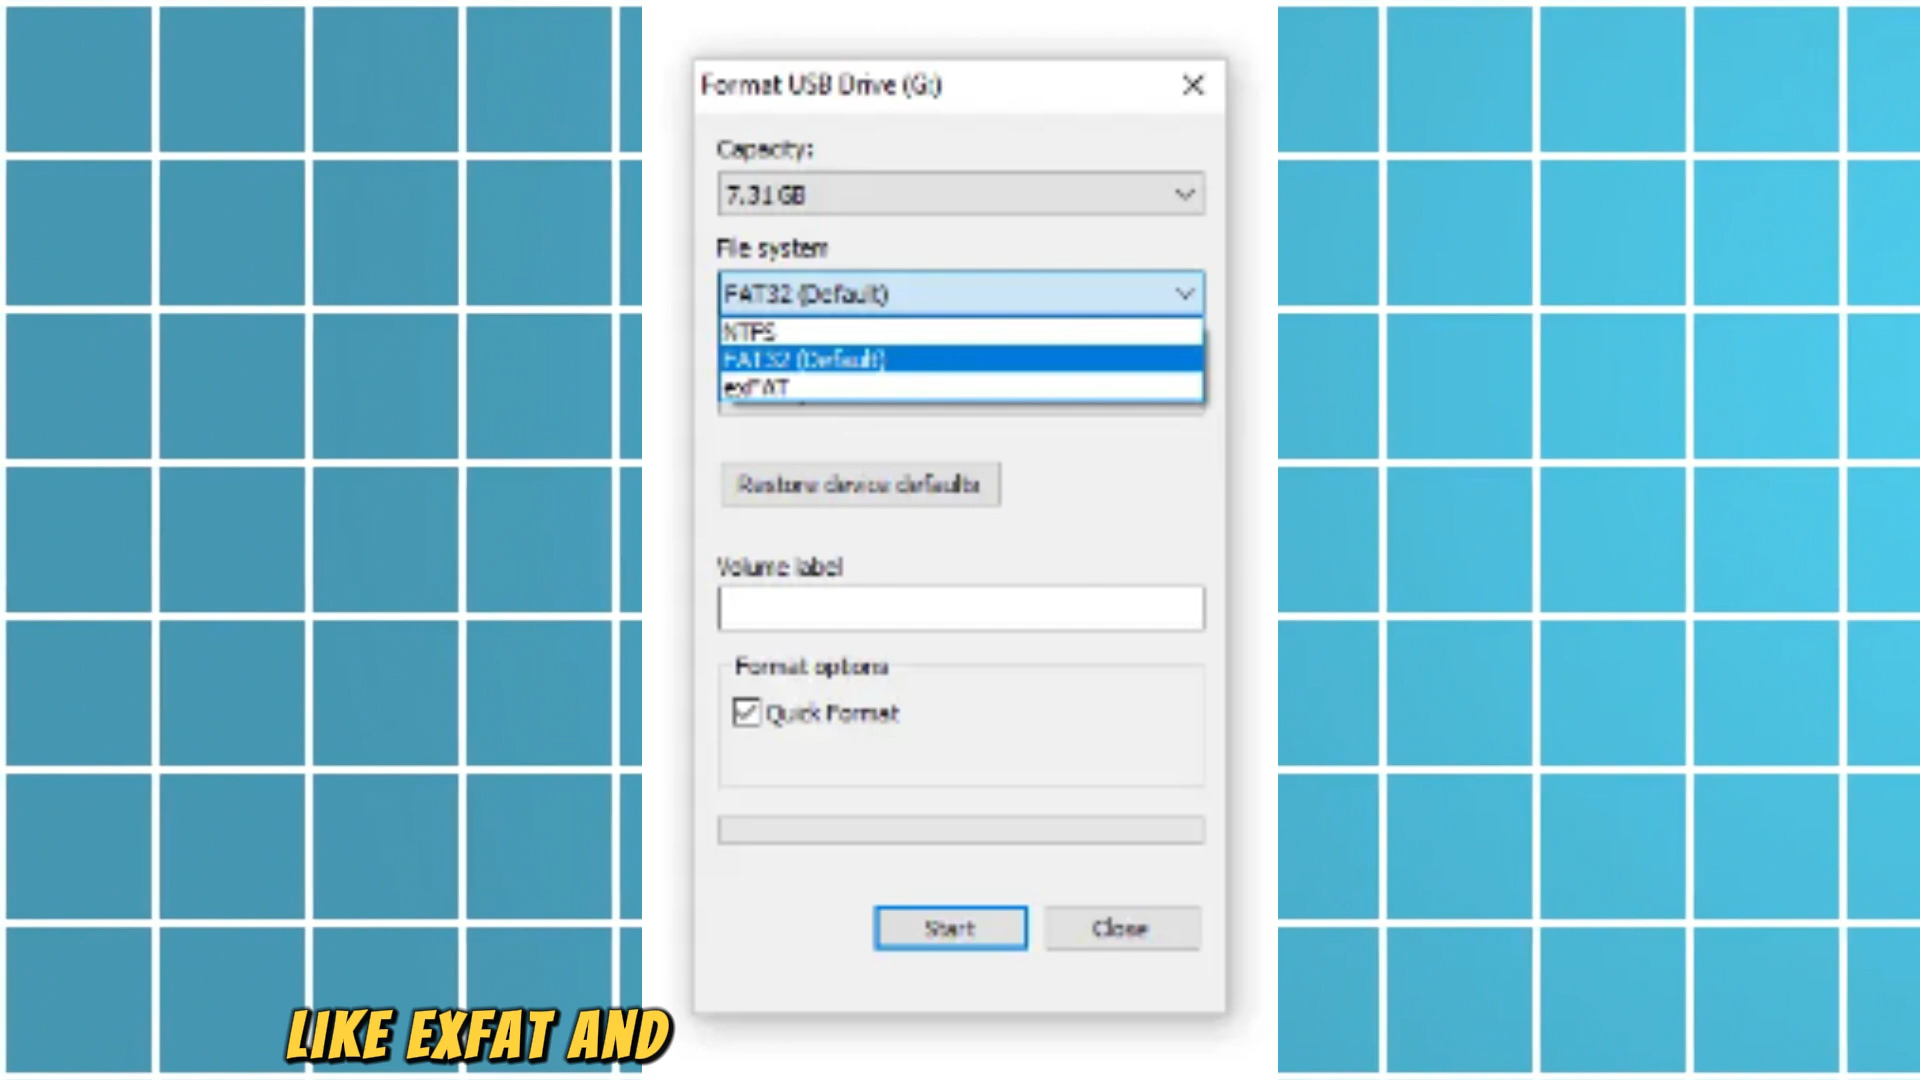 Format USB Drive (G:)
Capacity:
7.31 GB
File system
FAT32 (Default)
NTFS
FAT32 (Default)
exFAT
Restore device defaults
Volume label
Format options
Quick Format
Start
Close
LIKE EXFAT AND